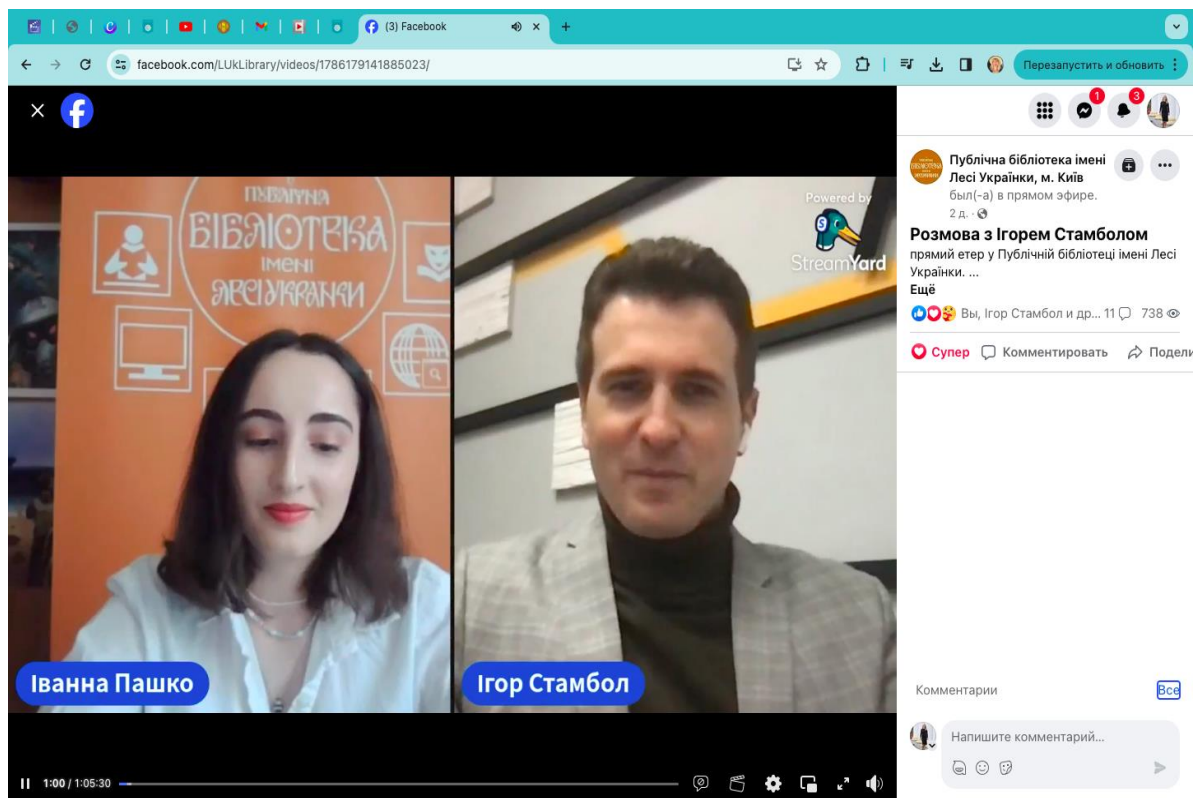 (3) Facebook
facebook.com/LUkLibrary/videos/1786179141885023/
Перезапустить и обновить
1
3
ПУБЛІЧНА
БІБЛІОТЕКА
ІМЕНІ
ЛЕСІ УКРАЇНКИ
Powered by
StreamYard
Іванна Пашко
Ігор Стамбол
1:00 / 1:05:30
Публічна бібліотека імені
Лесі Українки, м. Київ
был(-а) в прямом эфире.
2 д. ·
Розмова з Ігорем Стамболом
прямий етер у Публічній бібліотеці імені Лесі
Українки. ...
Ещё
Вы, Ігор Стамбол и др... 11 738
Супер Комментировать Подели
Комментарии Все
Напишите комментарий...